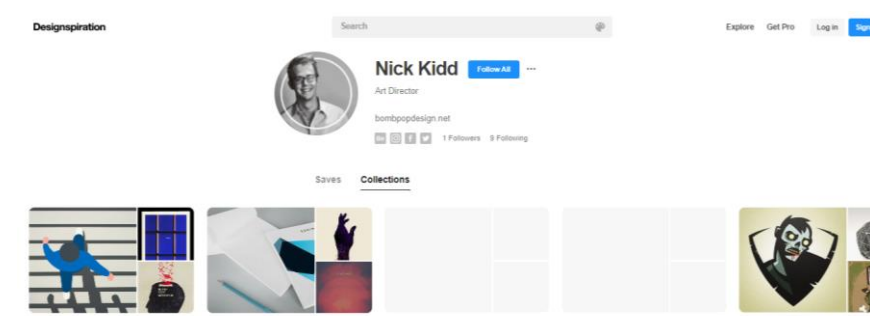 Designspiration
Search
Explore Get Pro Log in Sign
Nick Kidd Follow All
Art Director
bombpopdesign.net
1 Followers 9 Following
Saves Collections